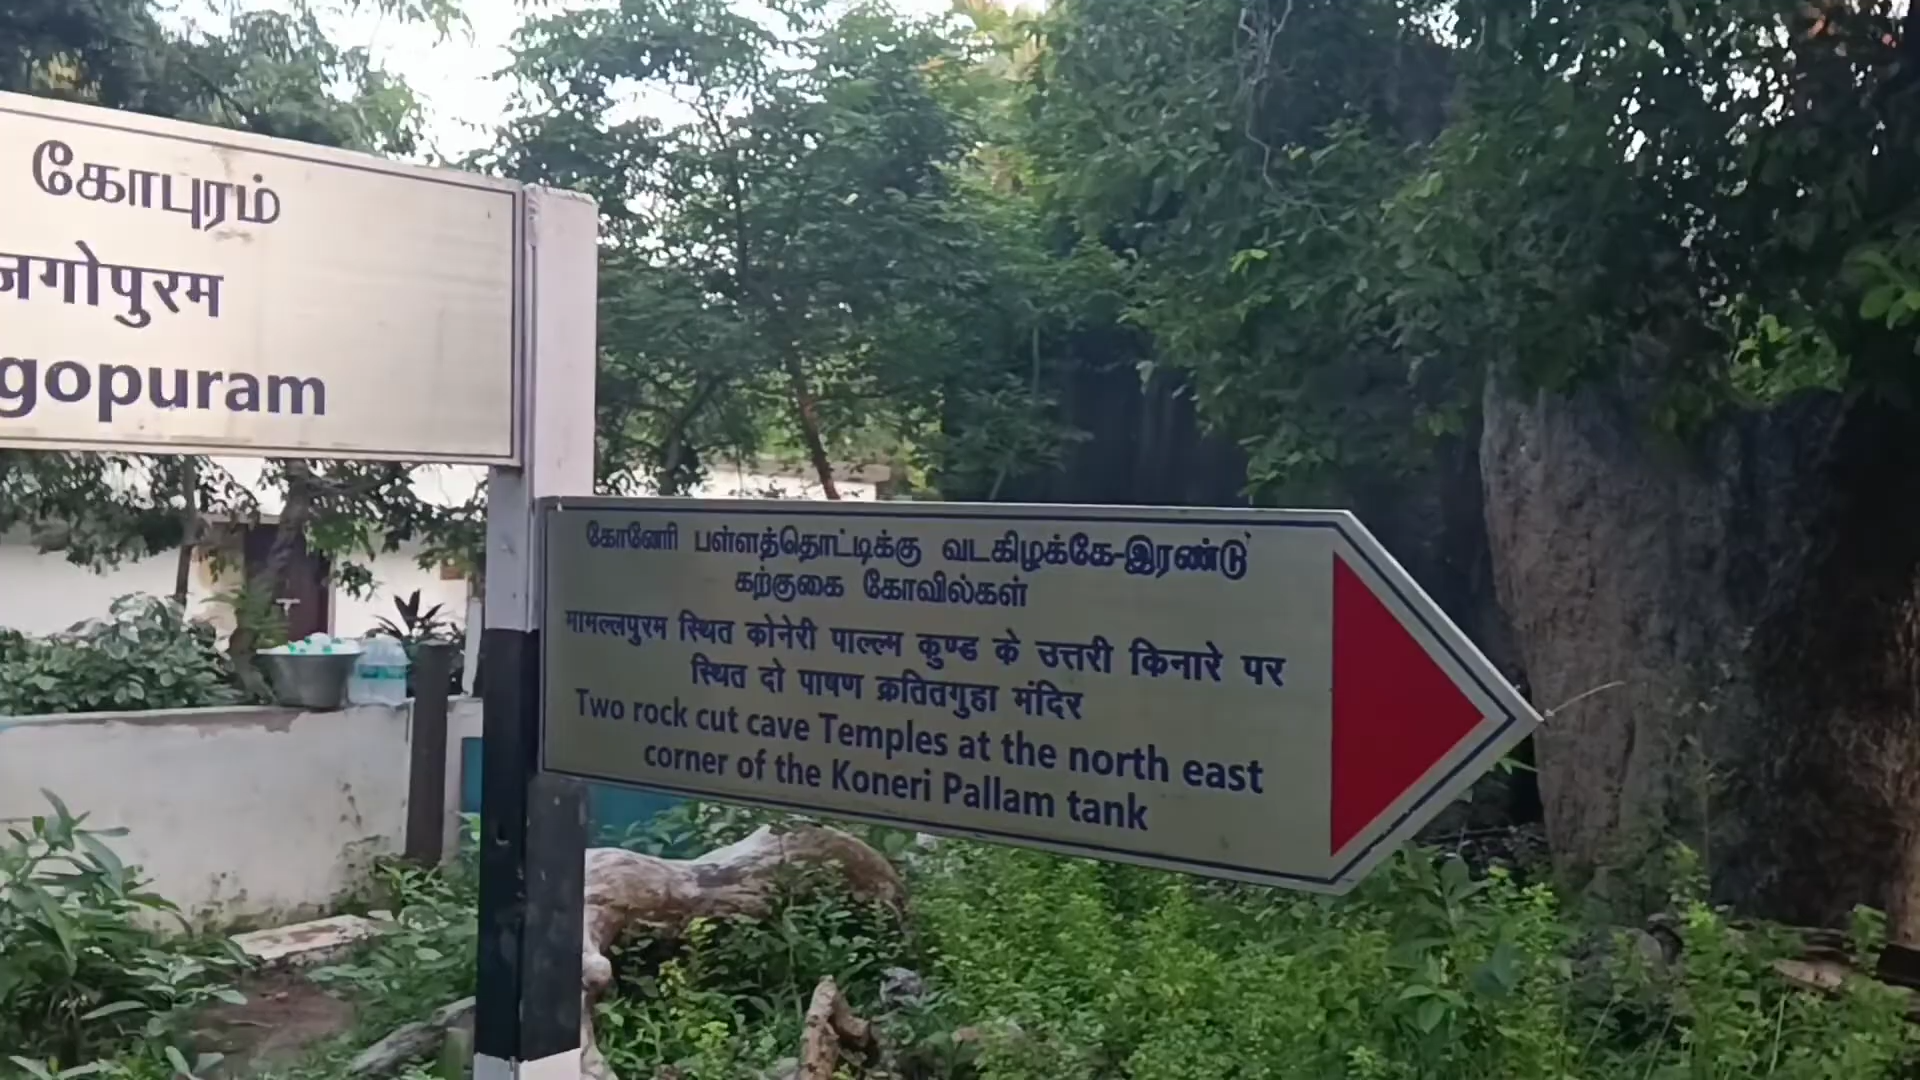 கோபுரம்
जगोपुरम
gopuram
கோனேரி பள்ளத்தொட்டிக்கு வடகிழக்கே-இரண்டு
கற்குகை கோவில்கள்
मामल्लपुरम स्थित कोनेरी पाल्लम कुण्ड के उत्तरी किनारे पर
स्थित दो पाषण क्रतितगुहा मंदिर
Two rock cut cave Temples at the north east
corner of the Koneri Pallam tank